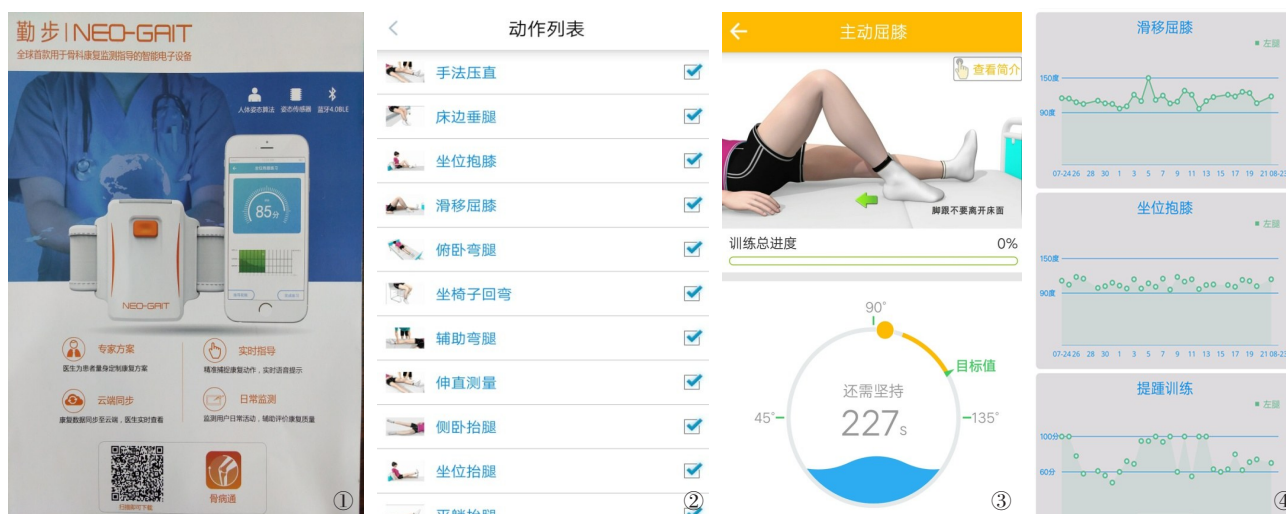 勤步 | NEO-GAIT
全球首款用于骨科康复监测指导的智能电子设备
人体姿态算法 姿态传感器 蓝牙4.0BLE
85分
NEO-GAIT
专家方案
医生为患者量身定制康复方案
实时指导
精准捕捉康复动作，实时语音提示
云端同步
康复数据同步至云端，医生实时查看
日常监测
监测用户日常活动，辅助评价康复质量
扫描即可下载
骨病通
①
动作列表
手法压直
床边垂腿
坐位抱膝
滑移屈膝
俯卧弯腿
坐椅子回弯
辅助弯腿
伸直测量
侧卧抬腿
坐位抬腿
平躺抬腿
②
主动屈膝
查看简介
脚跟不要离开床面
训练总进度 0%
90°
目标值
还需坚持
45° 227s 135°
③
滑移屈膝
左腿
150度
90度
07-24 26 28 30 1 3 5 7 9 11 13 15 17 19 21 08-23
坐位抱膝
左腿
150度
90度
07-24 26 28 30 1 3 5 7 9 11 13 15 17 19 21 08-23
提踵训练
左腿
100分
60分
④